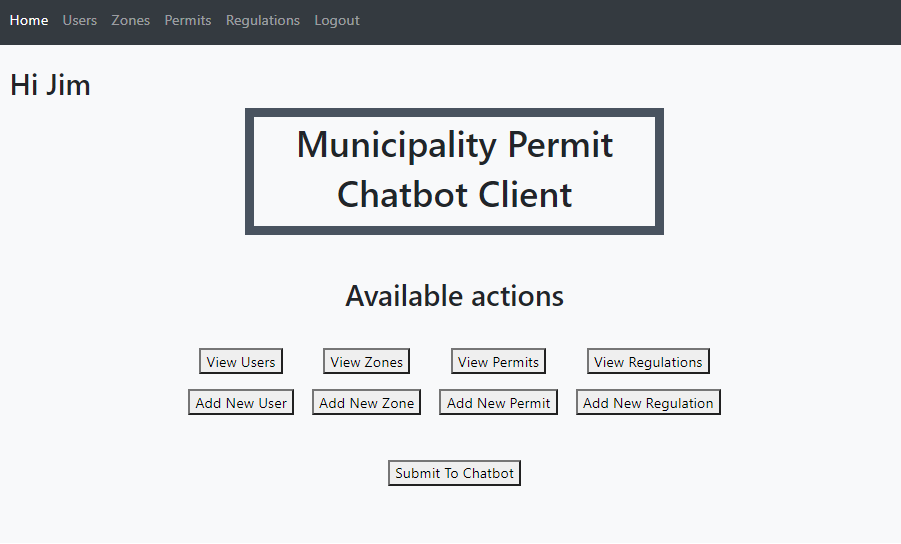 Home Users Zones Permits Regulations Logout
Hi Jim
Municipality Permit
Chatbot Client
Available actions
View Users View Zones View Permits View Regulations
Add New User Add New Zone Add New Permit Add New Regulation
Submit To Chatbot